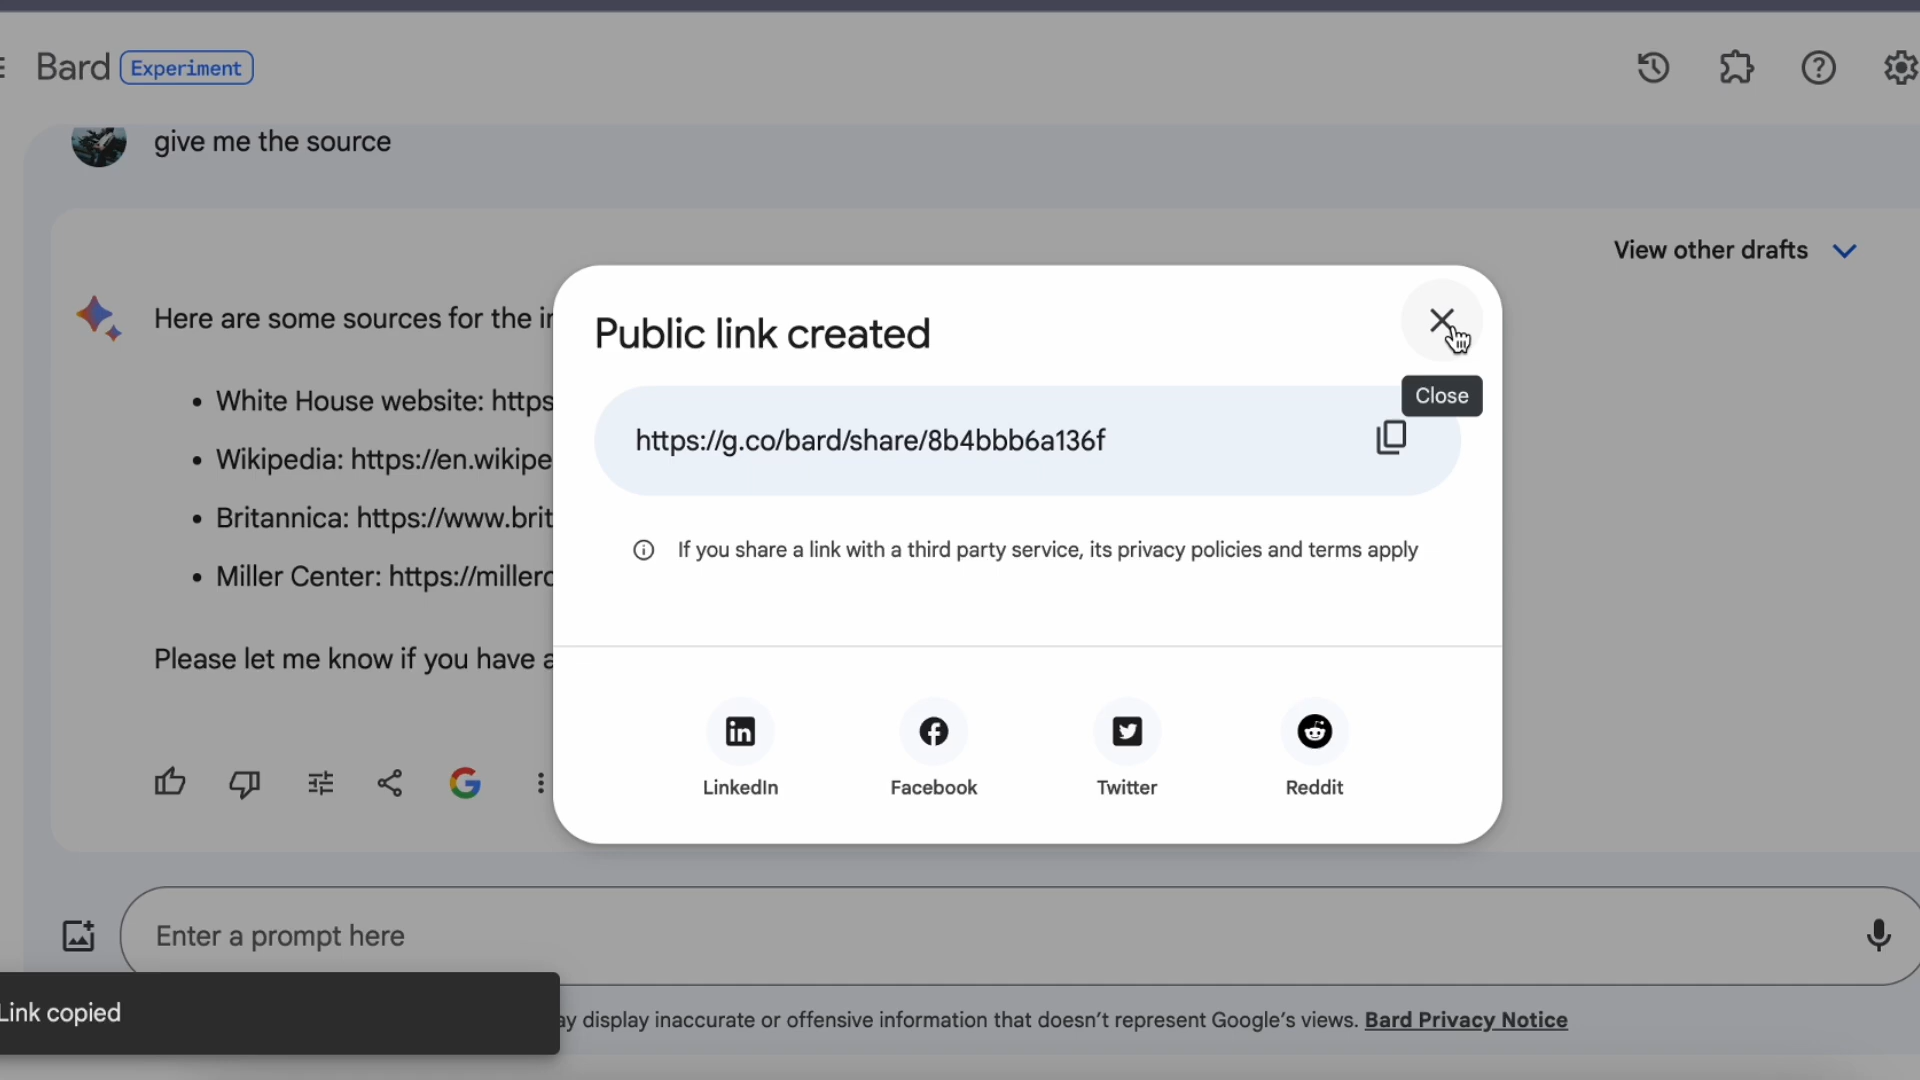 Bard Experiment
give me the source
View other drafts
Here are some sources for the
Public link created
Close
White House website: https
https://g.co/bard/share/8b4bbb6a136f
Wikipedia: https://en.wikipe
Britannica: https://www.brit
If you share a link with a third party service, its privacy policies and terms apply
Miller Center: https://miller
Please let me know if you have
LinkedIn
Facebook
Twitter
Reddit
Enter a prompt here
Link copied
display inaccurate or offensive information that doesn't represent Google's views. Bard Privacy Notice